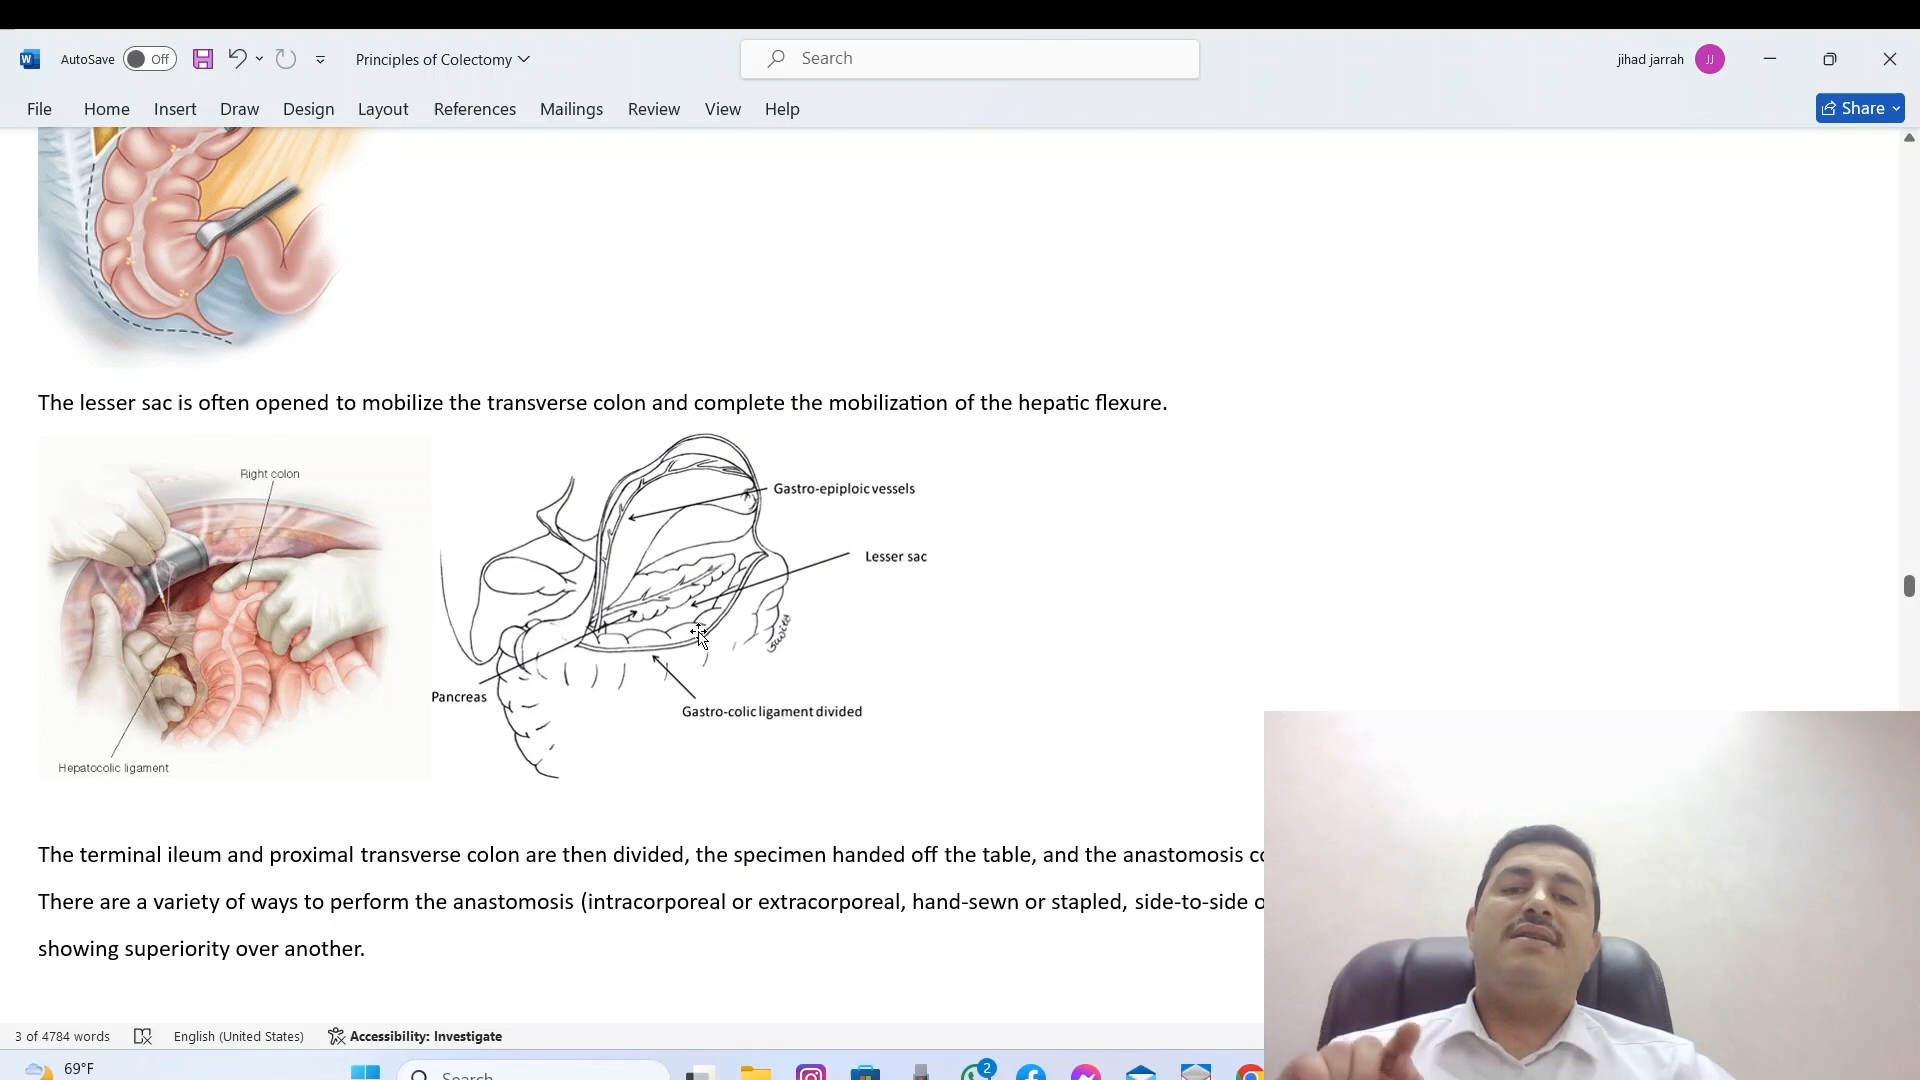 AutoSave Off Principles of Colectomy Search jihad jarrah JJ
File Home Insert Draw Design Layout References Mailings Review View Help Share
The lesser sac is often opened to mobilize the transverse colon and complete the mobilization of the hepatic flexure.
Right colon
Hepatocolic ligament
Gastro-epiploic vessels
Lesser sac
Pancreas
Gastro-colic ligament divided
The terminal ileum and proximal transverse colon are then divided, the specimen handed off the table, and the anastomosis
There are a variety of ways to perform the anastomosis (intracorporeal or extracorporeal, hand-sewn or stapled, side-to-side
showing superiority over another.
3 of 4784 words English (United States) Accessibility: Investigate
69°F Search 2